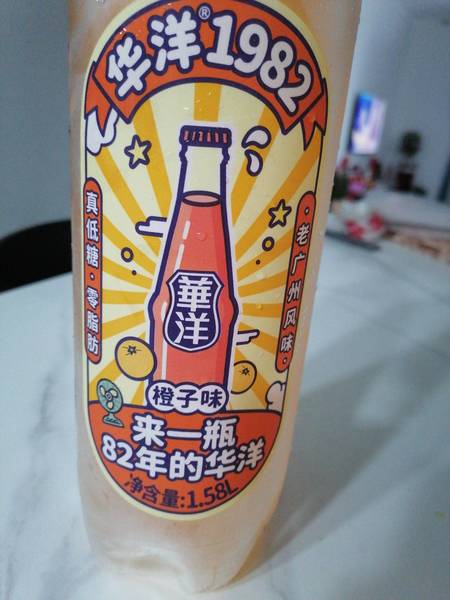 华洋®1982
真低糖·零脂肪
·老广州风味·
華洋
橙子味
来一瓶
82年的华洋
净含量:1.58L